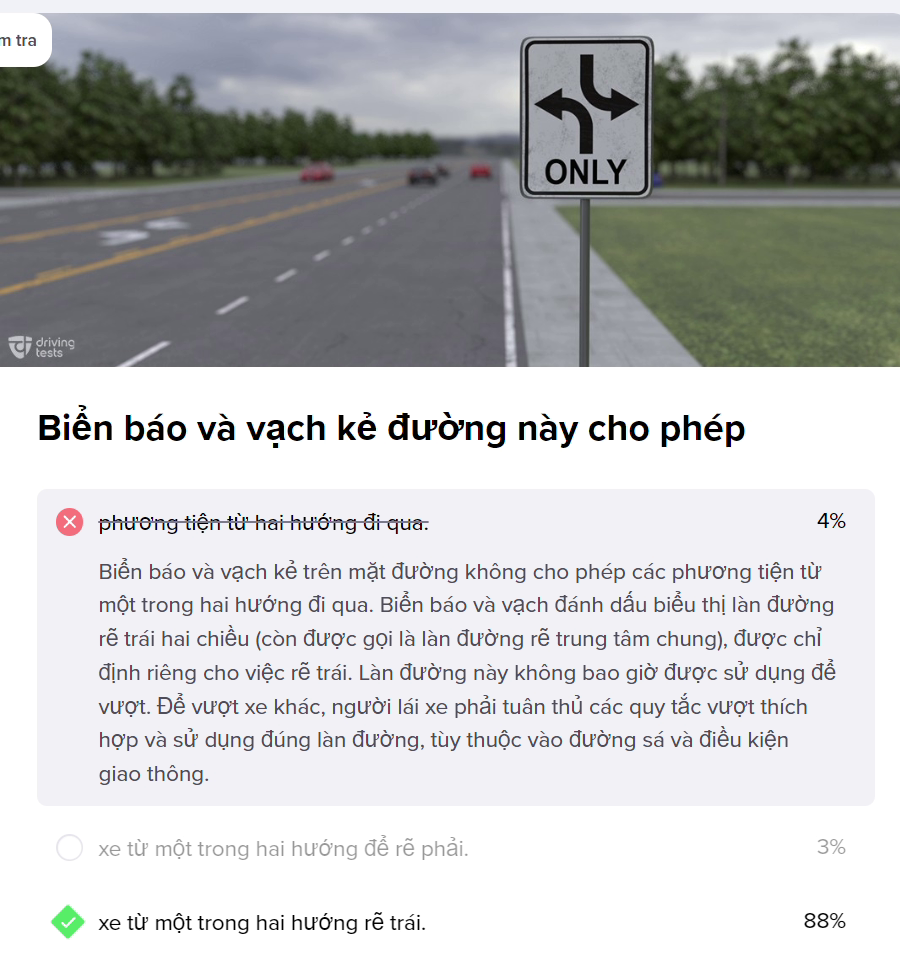 m tra
ONLY
driving
tests
Biển báo và vạch kẻ đường này cho phép
phương tiện từ hai hướng đi qua.
4%
Biển báo và vạch kẻ trên mặt đường không cho phép các phương tiện từ
một trong hai hướng đi qua. Biển báo và vạch đánh dấu biểu thị làn đường
rẽ trái hai chiều (còn được gọi là làn đường rẽ trung tâm chung), được chỉ
định riêng cho việc rẽ trái. Làn đường này không bao giờ được sử dụng để
vượt. Để vượt xe khác, người lái xe phải tuân thủ các quy tắc vượt thích
hợp và sử dụng đúng làn đường, tùy thuộc vào đường sá và điều kiện
giao thông.
xe từ một trong hai hướng để rẽ phải.
3%
xe từ một trong hai hướng rẽ trái.
88%